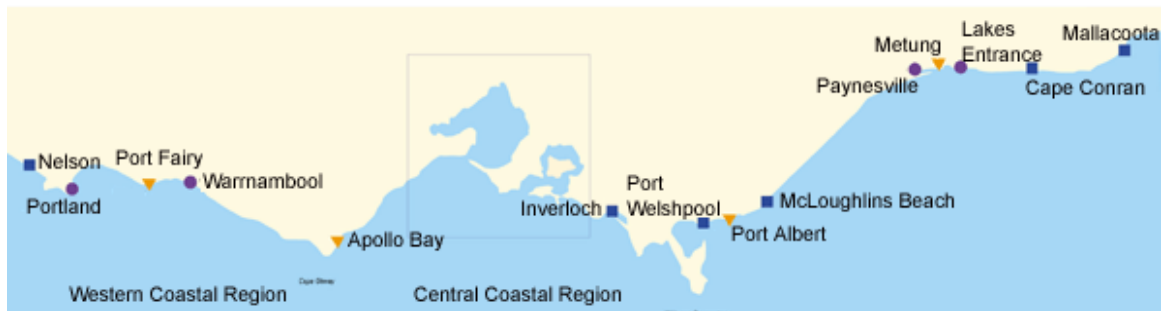 Mallacoota
Lakes
Entrance
Metung
Paynesville
Cape Conran
Nelson
Port Fairy
Warrnambool
Portland
Port
Welshpool
Inverloch
McLoughlins Beach
Port Albert
Apollo Bay
Western Coastal Region
Central Coastal Region